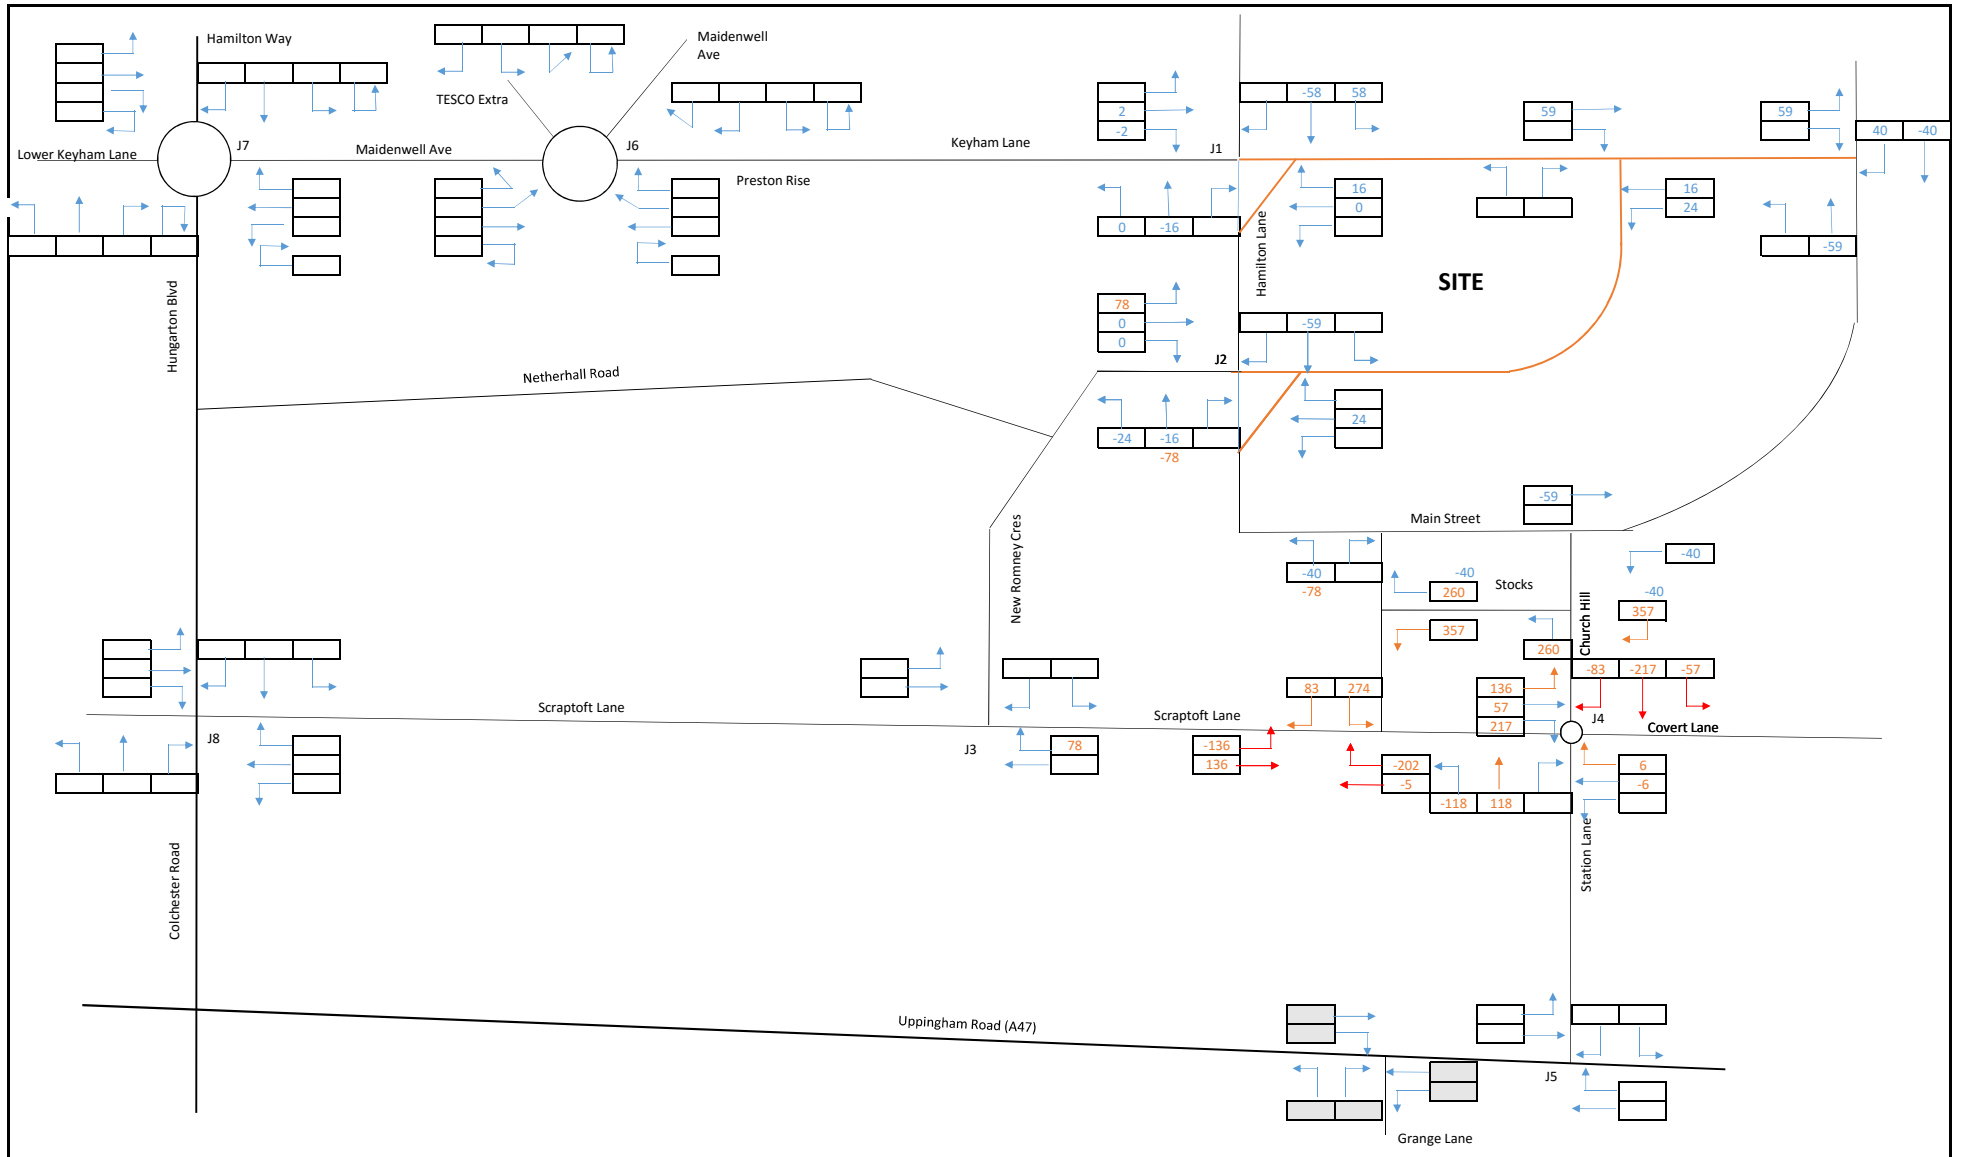 Hamilton Way
Maidenwell
Ave
TESCO Extra
J7
J6
J1
Lower Keyham Lane
Maidenwell Ave
Keyham Lane
Preston Rise
2
-2
-58 58
59
59
40 -40
0 -16
16
0
16
24
-59
Hungarton Blvd
Hamilton Lane
SITE
78
0
0
-59
J2
Netherhall Road
24
-24 -16
-78
-59
Main Street
New Romney Cres
-40
-78
-40
260
Stocks
-40
-40
357
Church Hill
357
260
-83 -217 -57
83 274
136
57
217
Scraptoft Lane
Scraptoft Lane
J4
Covert Lane
J8
J3
78
-136
136
-202
-5
-118 118
6
-6
Station Lane
Colchester Road
Uppingham Road (A47)
J5
Grange Lane